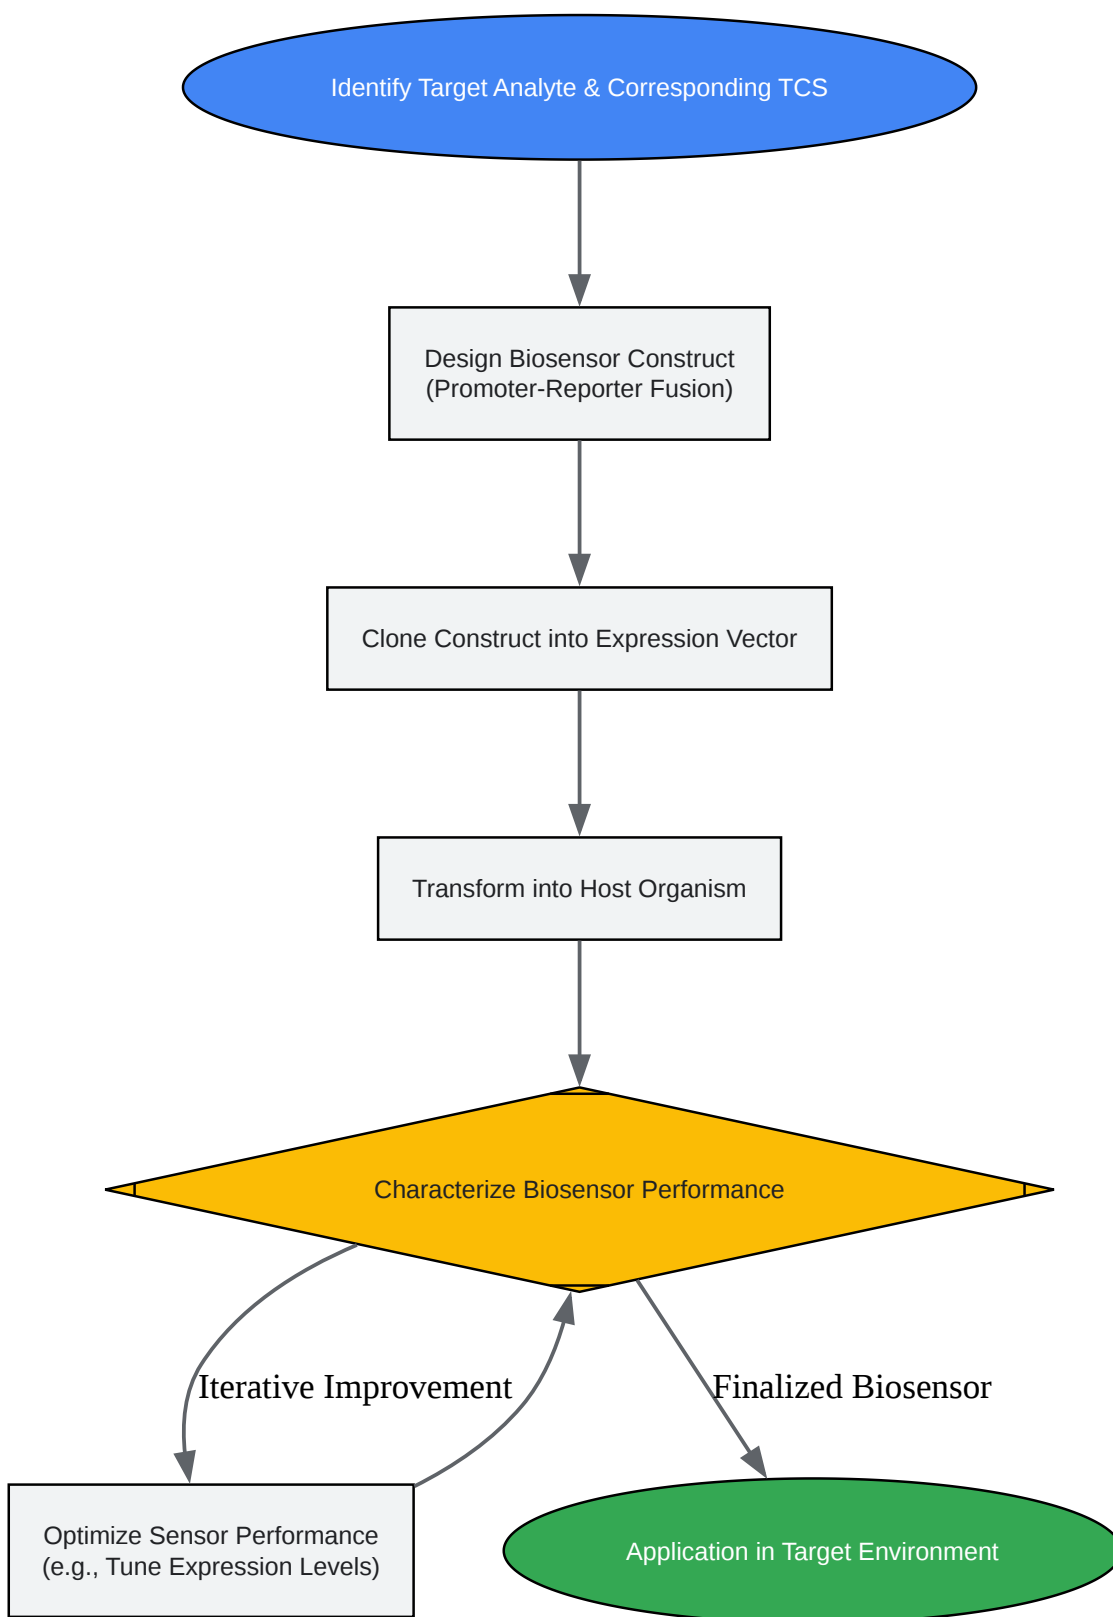 Identify Target Analyte & Corresponding TCS
Design Biosensor Construct
(Promoter-Reporter Fusion)
Clone Construct into Expression Vector
Transform into Host Organism
Characterize Biosensor Performance
Iterative Improvement
Finalized Biosensor
Optimize Sensor Performance
(e.g., Tune Expression Levels)
Application in Target Environment